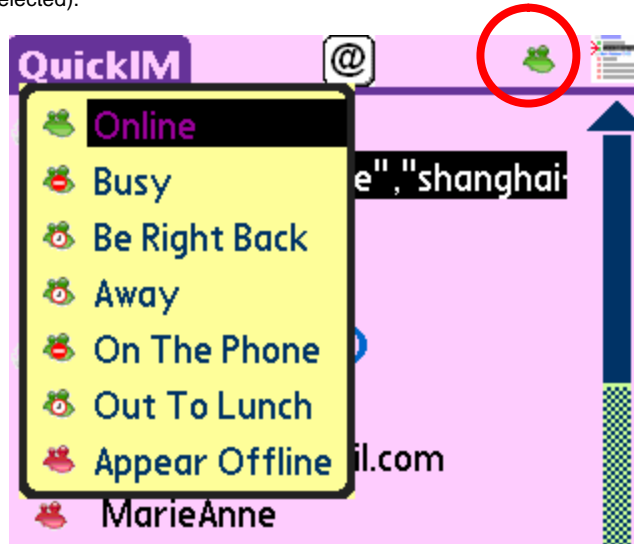 elected).
QuickIM @
Online
Busy e","shanghai-
Be Right Back
Away
On The Phone
Out To Lunch
Appear Offline il.com
MarieAnne